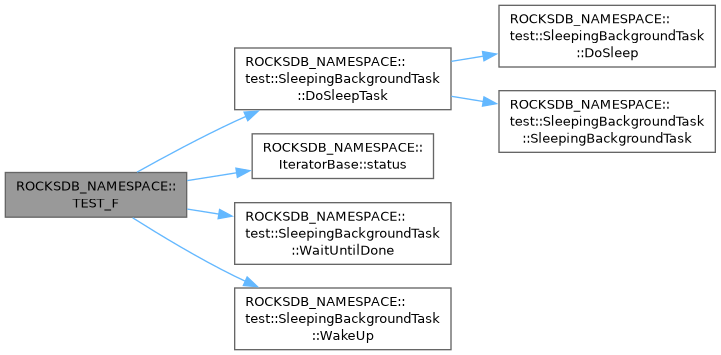 ROCKSDB_NAMESPACE::
TEST_F
ROCKSDB_NAMESPACE::
test::SleepingBackgroundTask
::DoSleepTask
ROCKSDB_NAMESPACE::
test::SleepingBackgroundTask
::DoSleep
ROCKSDB_NAMESPACE::
test::SleepingBackgroundTask
::SleepingBackgroundTask
ROCKSDB_NAMESPACE::
IteratorBase::status
ROCKSDB_NAMESPACE::
test::SleepingBackgroundTask
::WaitUntilDone
ROCKSDB_NAMESPACE::
test::SleepingBackgroundTask
::WakeUp